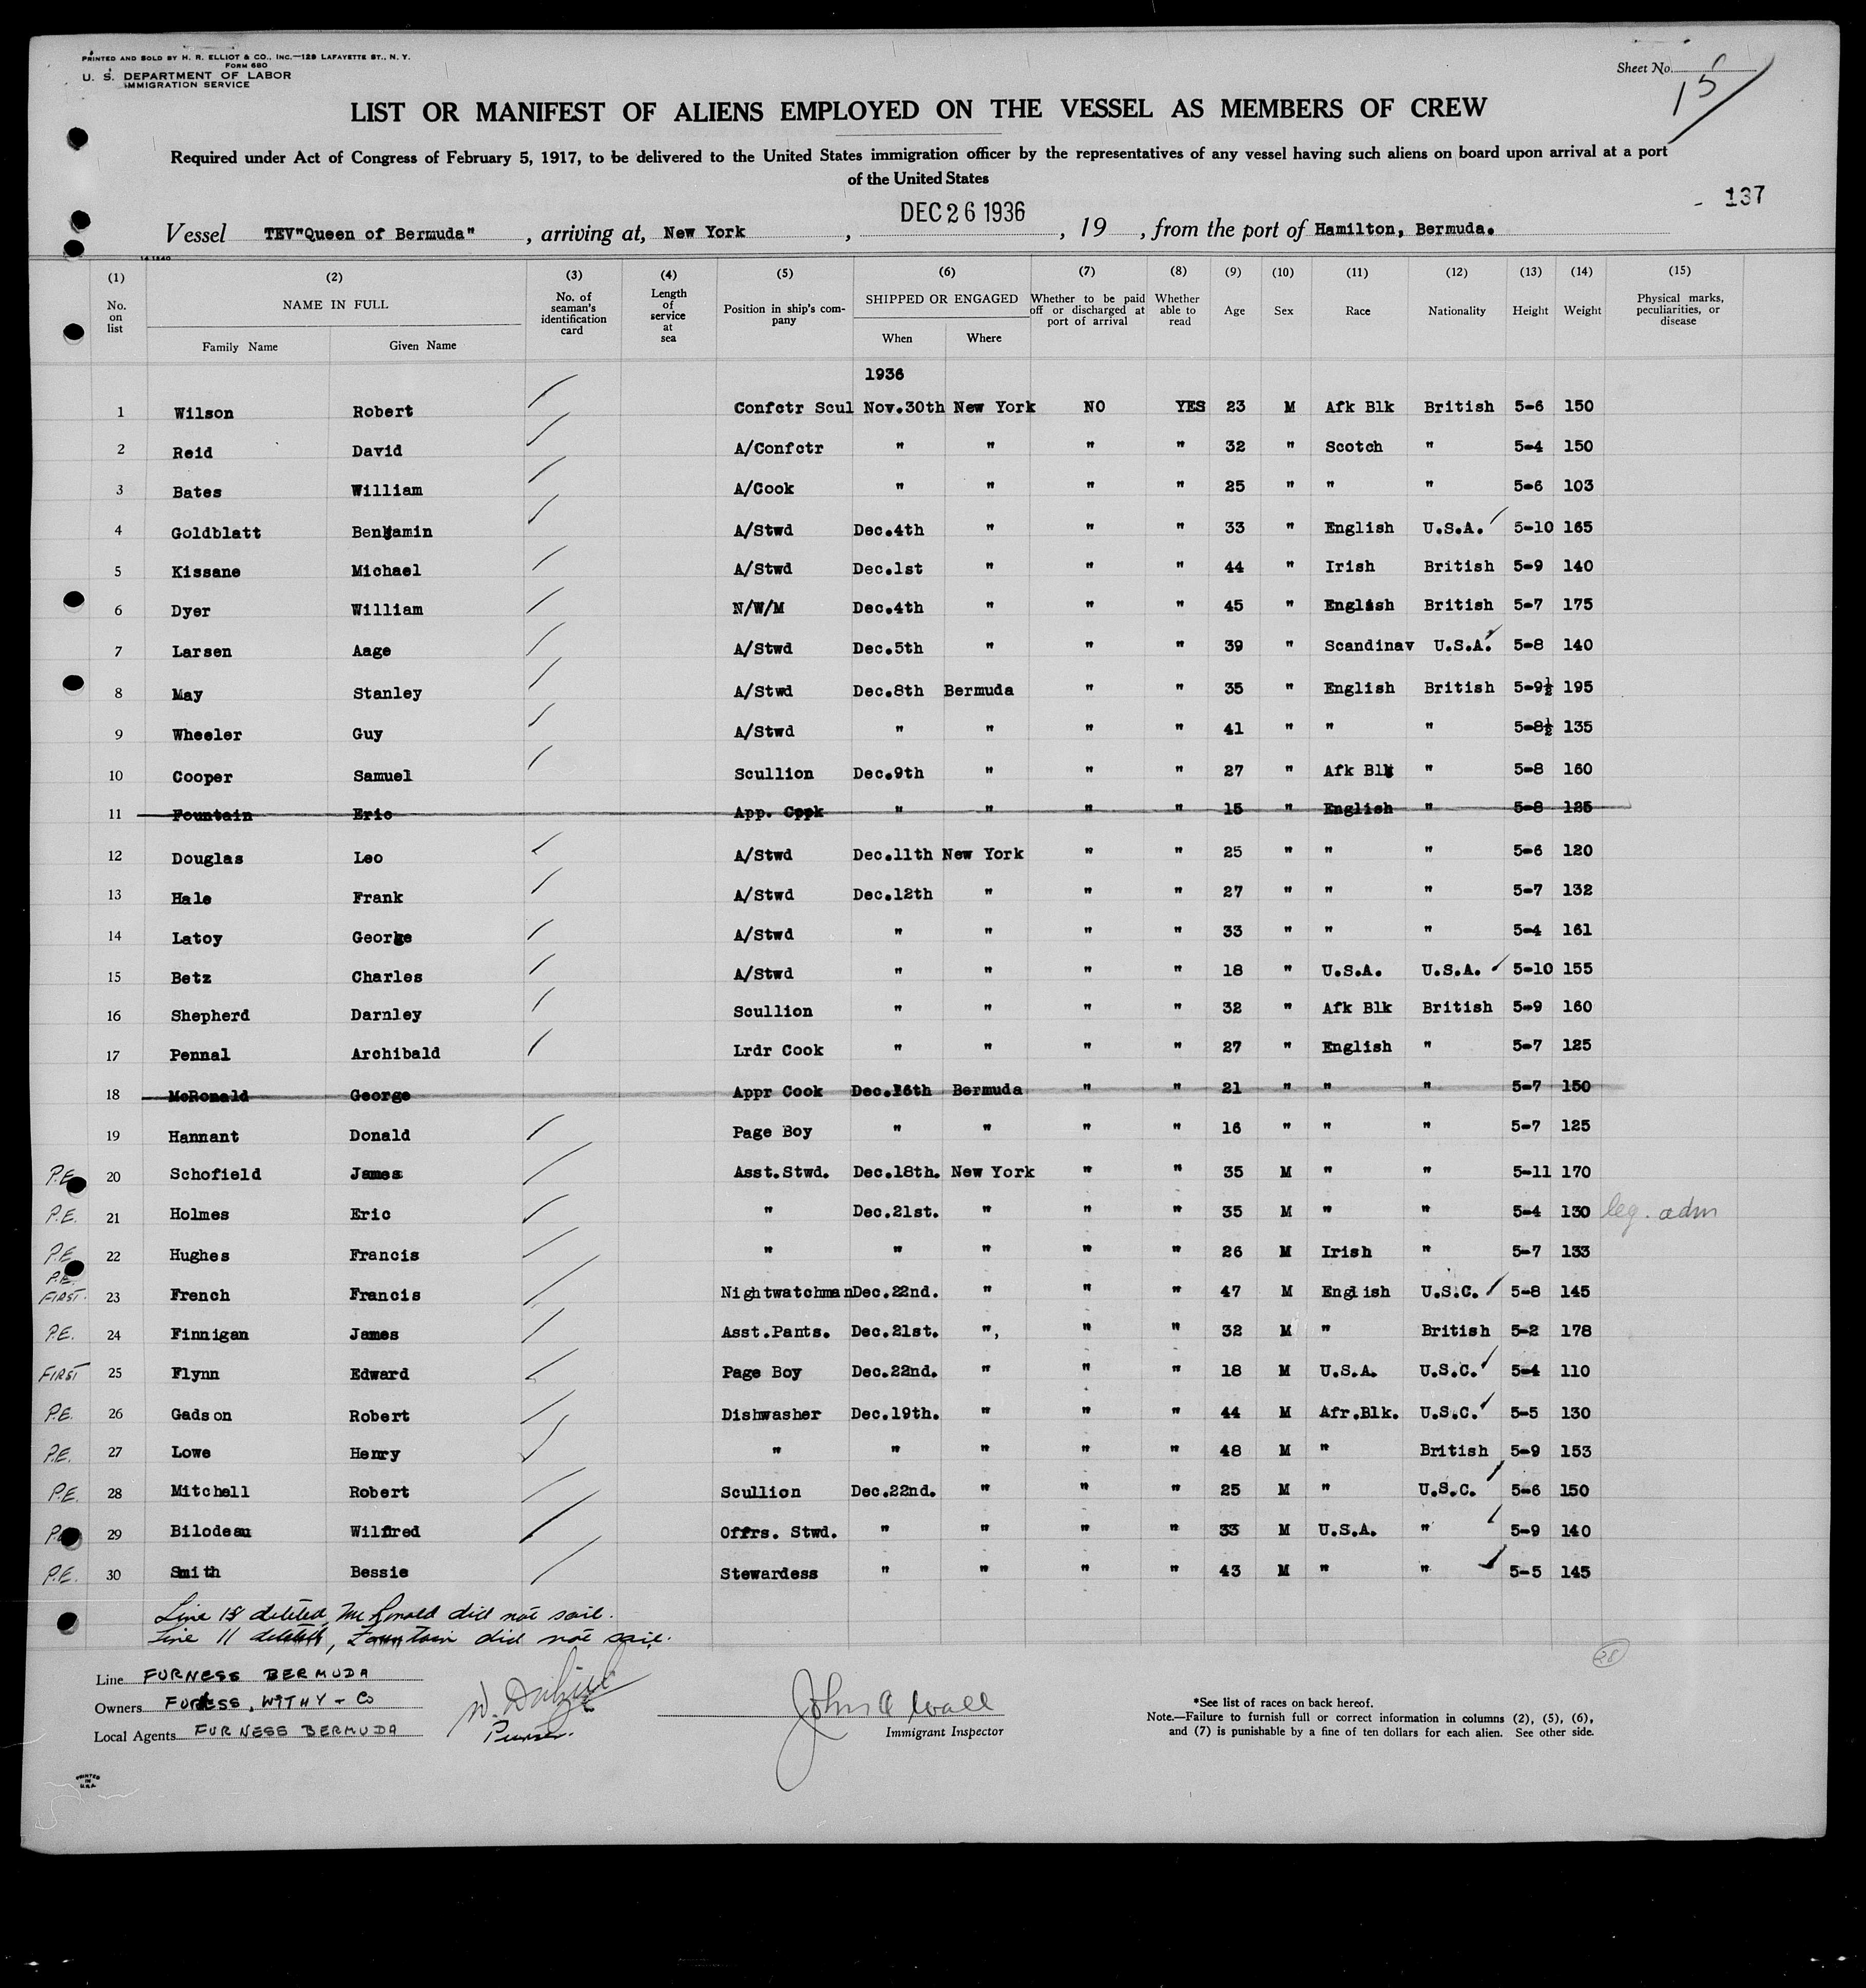 PRINTED AND SOLD BY H. R. ELLIOT & CO., INC.—129 LAFAYETTE ST., N. Y.
FORM 680
U. S. DEPARTMENT OF LABOR
IMMIGRATION SERVICE
Sheet No. 15
LIST OR MANIFEST OF ALIENS EMPLOYED ON THE VESSEL AS MEMBERS OF CREW
Required under Act of Congress of February 5, 1917, to be delivered to the United States immigration officer by the representatives of any vessel having such aliens on board upon arrival at a port
of the United States
- 137
Vessel TEV"Queen of Bermuda" , arriving at, New York , DEC 26 1936 , 19 , from the port of Hamilton, Bermuda.
(1) (2) (3) (4) (5) (6) (7) (8) (9) (10) (11) (12) (13) (14) (15)
No. on list NAME IN FULL Family Name Given Name No. of seaman's identification card Length of service at sea Position in ship's company SHIPPED OR ENGAGED When Where Whether to be paid off or discharged at port of arrival Whether able to read Age Sex Race Nationality Height Weight Physical marks, peculiarities, or disease
1936
1 Wilson Robert Confctr Scul Nov.30th New York NO YES 23 M Afk Blk British 5-6 150
2 Reid David A/Confctr " " " " 32 " Scotch " 5-4 150
3 Bates William A/Cook " " " " 25 " " " 5-6 103
4 Goldblatt Benjamin A/Stwd Dec.4th " " " 33 " English U.S.A. 5-10 165
5 Kissane Michael A/Stwd Dec.1st " " " 44 " Irish British 5-9 140
6 Dyer William N/W/M Dec.4th " " " 45 " English British 5-7 175
7 Larsen Aage A/Stwd Dec.5th " " " 39 " Scandinav U.S.A. 5-8 140
8 May Stanley A/Stwd Dec.8th Bermuda " " 35 " English British 5-9½ 195
9 Wheeler Guy A/Stwd " " " " 41 " " " 5-8½ 135
10 Cooper Samuel Scullion Dec.9th " " " 27 " Afk Blk " 5-8 160
11 Fountain Eric App. Cppk " " " " 15 " English " 5-8 125
12 Douglas Leo A/Stwd Dec.11th New York " " 25 " " " 5-6 120
13 Hale Frank A/Stwd Dec.12th " " " 27 " " " 5-7 132
14 Latoy George A/Stwd " " " " 33 " " " 5-4 161
15 Betz Charles A/Stwd " " " " 18 " U.S.A. U.S.A. 5-10 155
16 Shepherd Darnley Scullion " " " " 32 " Afk Blk British 5-9 160
17 Pennal Archibald Lrdr Cook " " " " 27 " English " 5-7 125
18 McRonald George Appr Cook Dec.16th Bermuda " " 21 " " " 5-7 150
19 Hannant Donald Page Boy " " " " 16 " " " 5-7 125
P.E. 20 Schofield James Asst.Stwd. Dec.18th. New York " " 35 M " " 5-11 170
P.E. 21 Holmes Eric " Dec.21st. " " " 35 M " " 5-4 130 leg. adm
P.E. 22 Hughes Francis " " " " " 26 M Irish " 5-7 133
P.E.
FIRST. 23 French Francis Nightwatchman Dec.22nd. " " " 47 M English U.S.C. 5-8 145
P.E. 24 Finnigan James Asst.Pants. Dec.21st. ", " " 32 M " British 5-2 178
FIRST 25 Flynn Edward Page Boy Dec.22nd. " " " 18 M U.S.A. U.S.C. 5-4 110
P.E. 26 Gadson Robert Dishwasher Dec.19th. " " " 44 M Afr.Blk. U.S.C. 5-5 130
P.E. 27 Lowe Henry " " " " " 48 M " British 5-9 153
P.E. 28 Mitchell Robert Scullion Dec.22nd. " " " 25 M " U.S.C. 5-6 150
29 Bilodeau Wilfred Offrs. Stwd. " " " " 33 M U.S.A. " 5-9 140
P.E. 30 Smith Bessie Stewardess " " " " 43 M " " 5-5 145
Line 18 deleted, McRonald did not sail.
Line 11 deleted, Fountain did not sail.
28
Line FURNESS BERMUDA
Owners FURNESS, WITHY - Co
Local Agents FURNESS BERMUDA
Purser.
John A Wall
Immigrant Inspector
*See list of races on back hereof.
Note.—Failure to furnish full or correct information in columns (2), (5), (6),
and (7) is punishable by a fine of ten dollars for each alien. See other side.
PRINTED
IN
U.S.A.